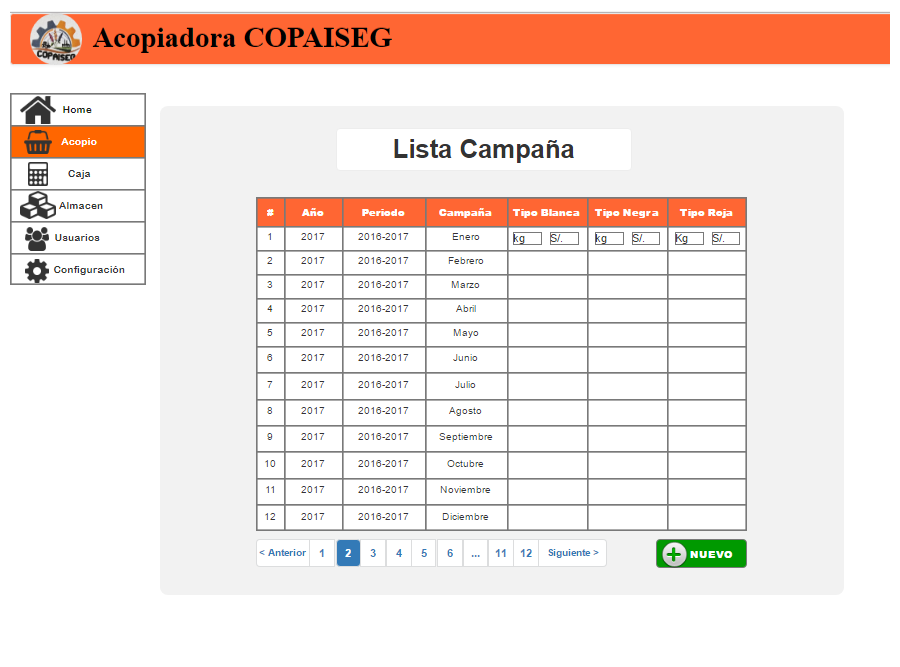 COPAISEG
Acopiadora COPAISEG
Home
Acopio
Caja
Almacen
Usuarios
Configuración
Lista Campaña
# Año Periodo Campaña Tipo Blanca Tipo Negra Tipo Roja
1 2017 2016-2017 Enero kg S/. kg S/. Kg S/.
2 2017 2016-2017 Febrero
3 2017 2016-2017 Marzo
4 2017 2016-2017 Abril
5 2017 2016-2017 Mayo
6 2017 2016-2017 Junio
7 2017 2016-2017 Julio
8 2017 2016-2017 Agosto
9 2017 2016-2017 Septiembre
10 2017 2016-2017 Octubre
11 2017 2016-2017 Noviembre
12 2017 2016-2017 Diciembre
< Anterior 1 2 3 4 5 6 ... 11 12 Siguiente >
NUEVO